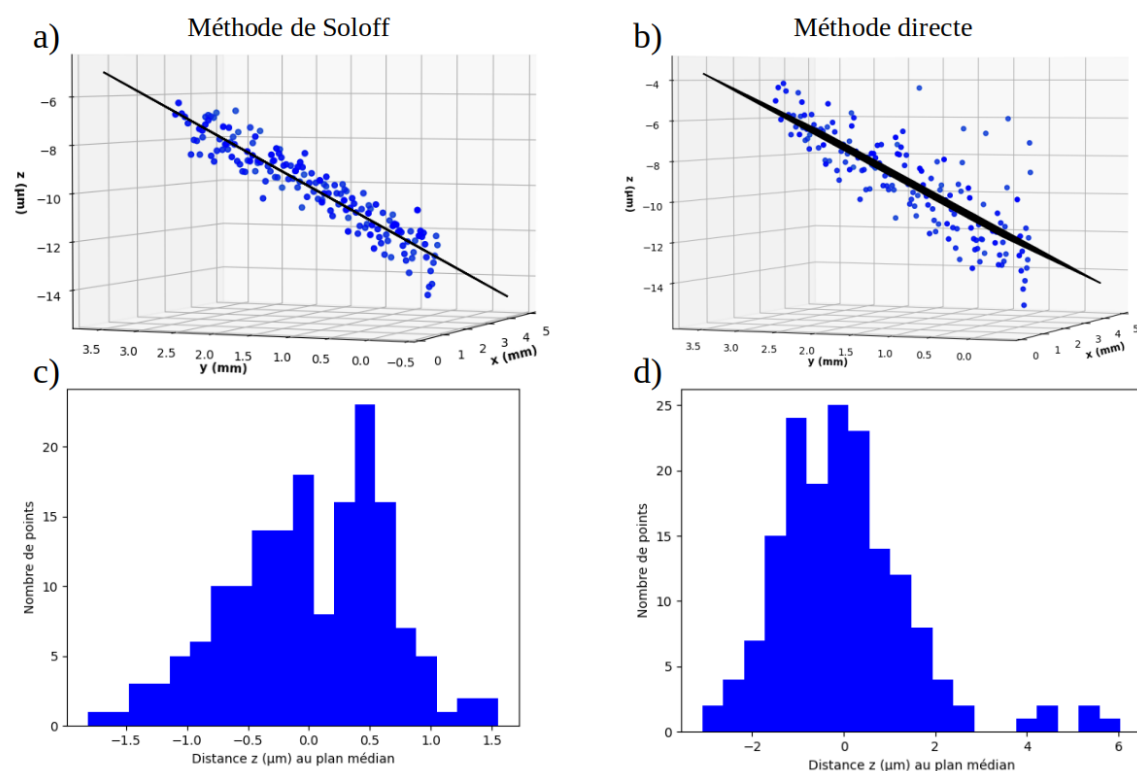 Méthode de Soloff
Méthode directe
a)
b)
−6
−8
−10
−12
−14
z (µm)
3.5 3.0 2.5 2.0 1.5 1.0 0.5 0.0 −0.5
y (mm)
0 1 2 3 4 5
x (mm)
−4
−6
−8
−10
−12
−14
z (µm)
3.5 3.0 2.5 2.0 1.5 1.0 0.5 0.0
y (mm)
0 1 2 3 4 5
x (mm)
c)
d)
20
15
10
5
0
Nombre de points
−1.5 −1.0 −0.5 0.0 0.5 1.0 1.5
Distance z (µm) au plan médian
25
20
15
10
5
0
Nombre de points
−2 0 2 4 6
Distance z (µm) au plan médian